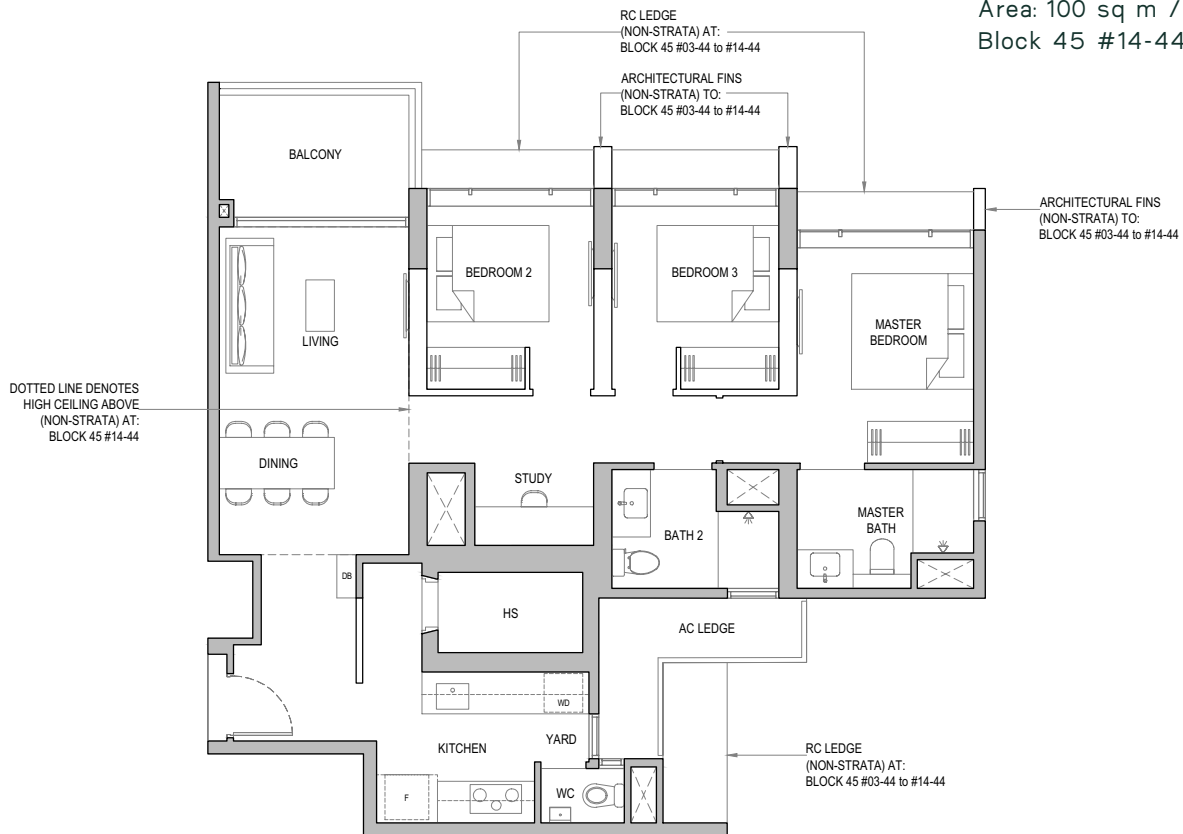 Area: 100 sq m /
Block 45 #14-44
RC LEDGE
(NON-STRATA) AT:
BLOCK 45 #03-44 to #14-44
ARCHITECTURAL FINS
(NON-STRATA) TO:
BLOCK 45 #03-44 to #14-44
BALCONY
ARCHITECTURAL FINS
(NON-STRATA) TO:
BLOCK 45 #03-44 to #14-44
BEDROOM 2
BEDROOM 3
MASTER
BEDROOM
LIVING
DOTTED LINE DENOTES
HIGH CEILING ABOVE
(NON-STRATA) AT:
BLOCK 45 #14-44
DINING
STUDY
BATH 2
MASTER
BATH
DB
HS
AC LEDGE
WD
KITCHEN
YARD
RC LEDGE
(NON-STRATA) AT:
BLOCK 45 #03-44 to #14-44
F
WC